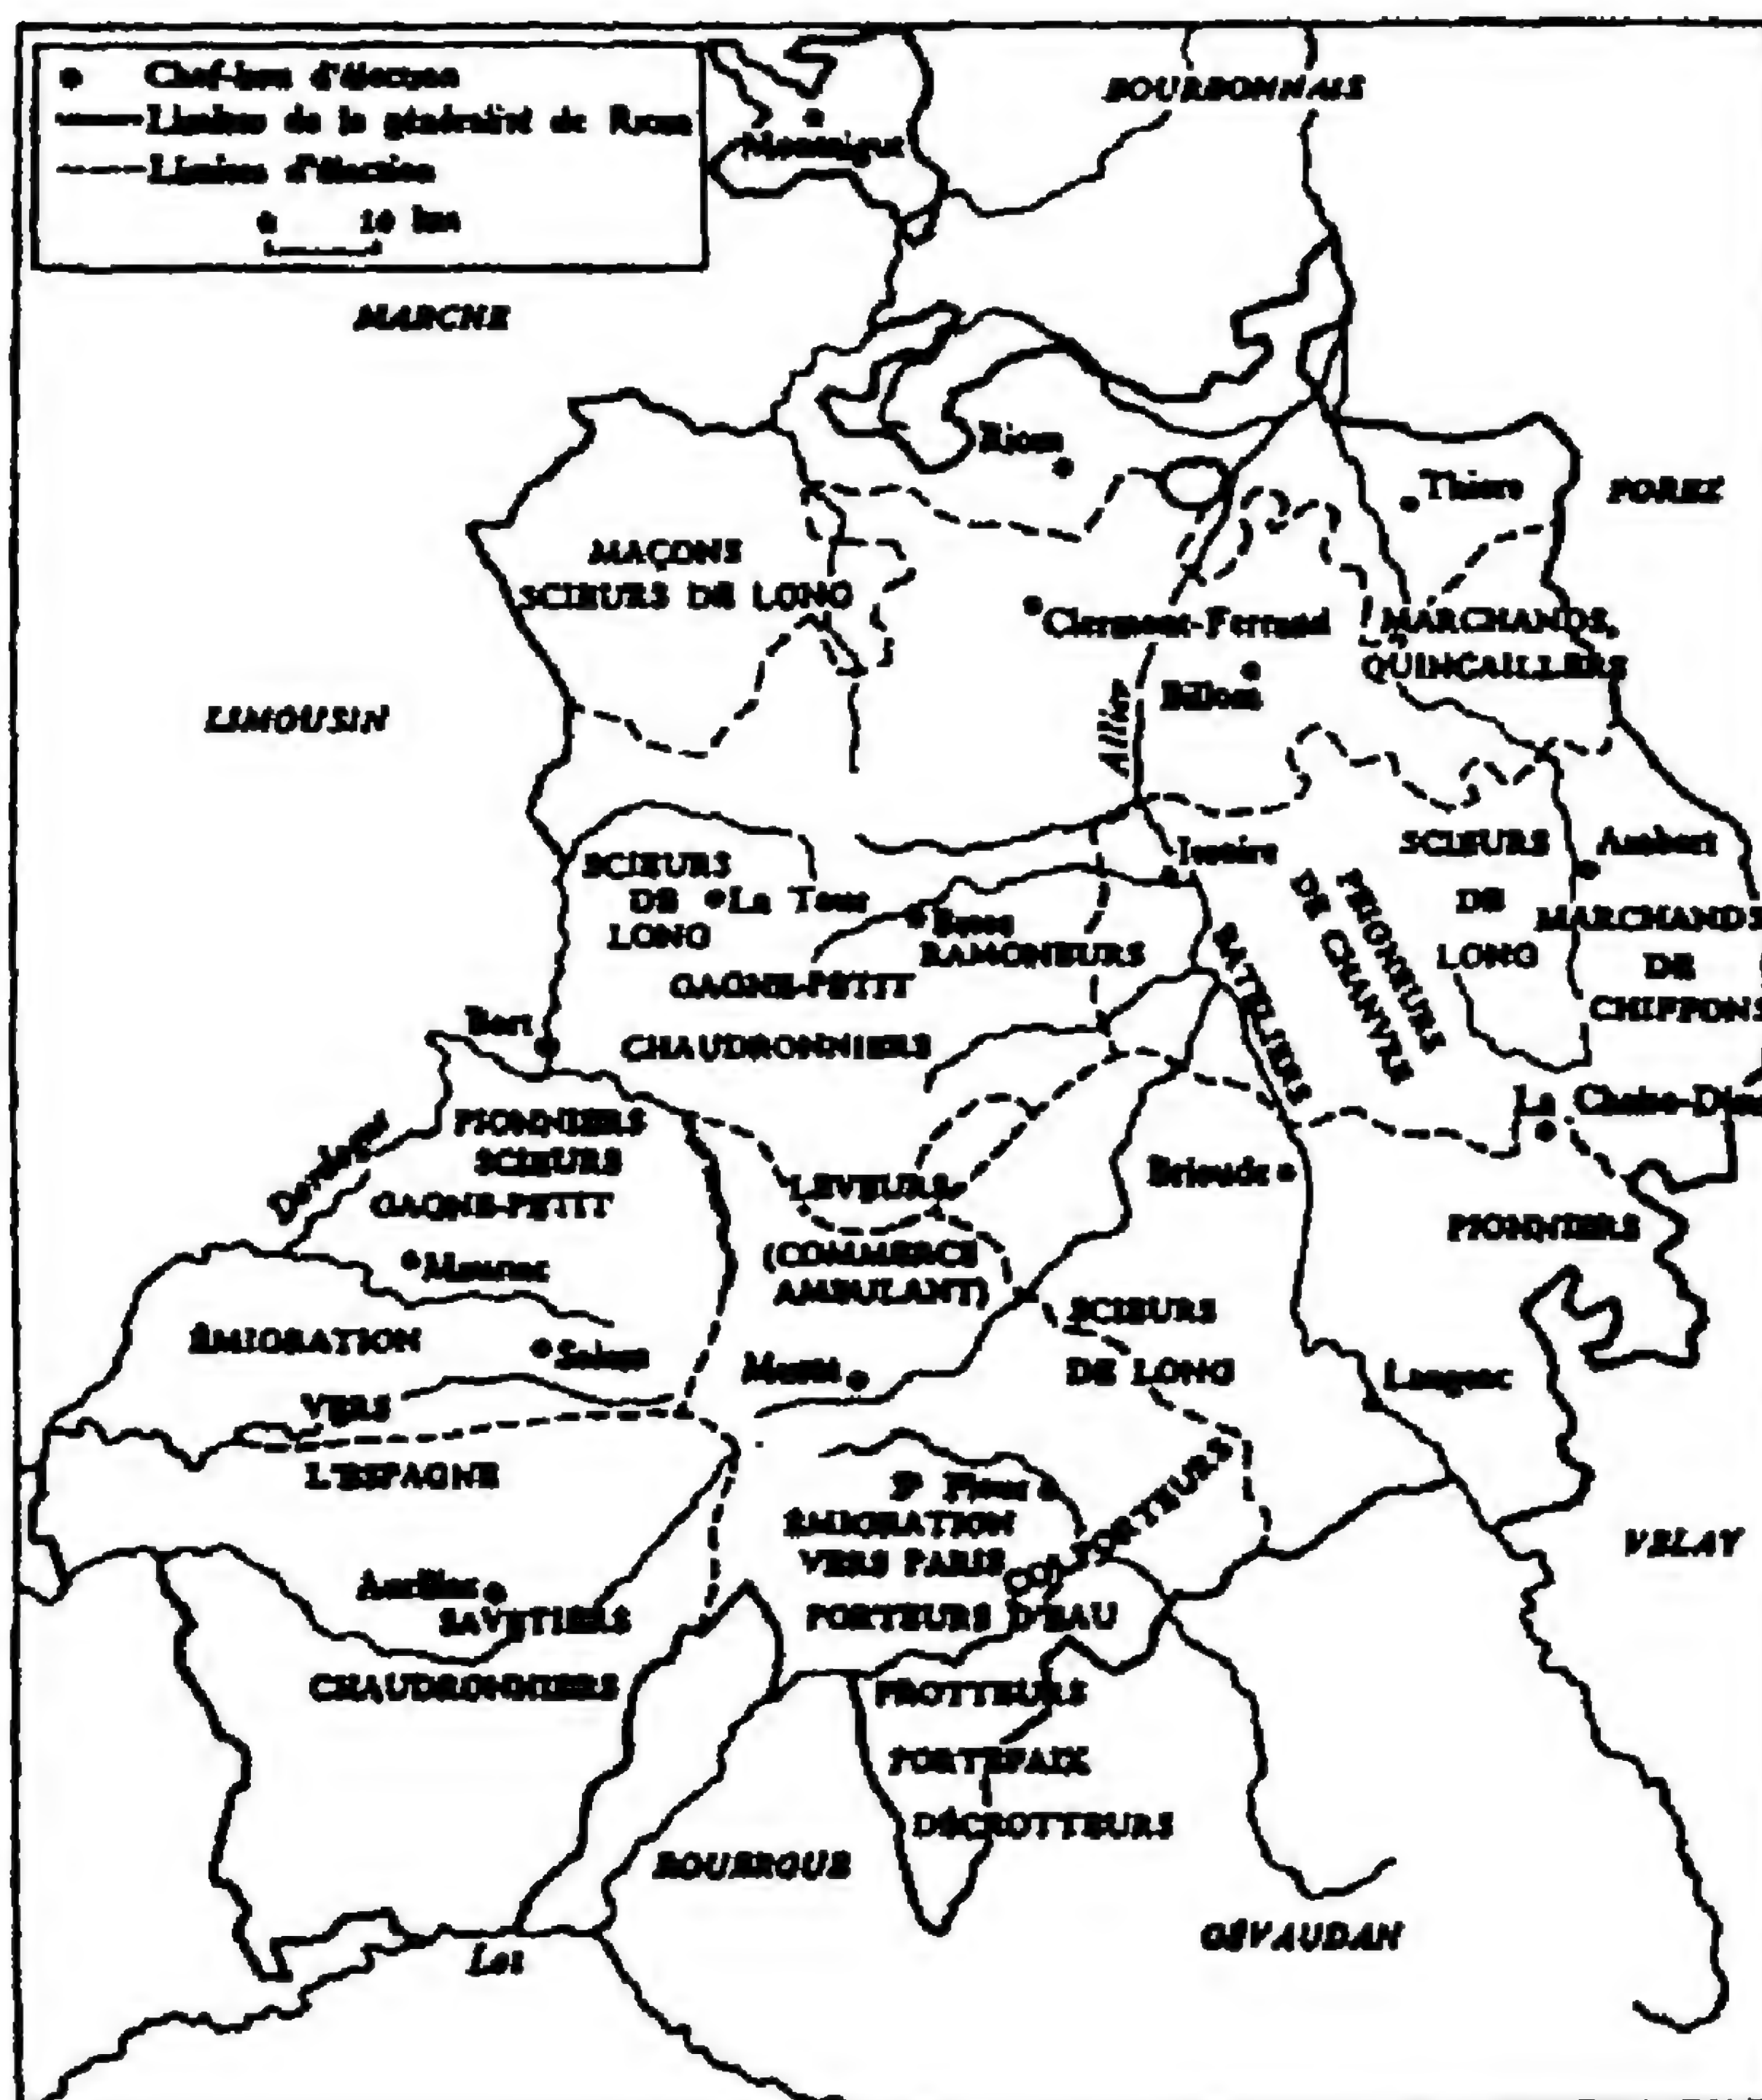 Chef-lieu d'élection
Limites de la généralité de Riom
Limites d'élection
0 10 km
BOURBONNAIS
MARCHE
Riom
Thiers
FOREZ
MAÇONS
SCIEURS DE LONG
Clermont-Ferrand
MARCHANDS,
QUINCAILLERS
Billom
LIMOUSIN
Allier
Issoire
SCIEURS
DE
LONG
La Tour
Besse
RAMONEURS
GAGNE-PETIT
CHAUDRONNIERS
BATELIERS
PEIGNEURS
DE CHANVRE
SCIEURS
DE
LONG
Ambert
MARCHANDS
DE
CHIFFONS
Bort
La Chaise-Dieu
PIONNIERS
SCIEURS
GAGNE-PETIT
LEVEURS
(COMMERCE
AMBULANT)
Brioude
PIONNIERS
Mauriac
SCIEURS
DE LONG
ÉMIGRATION
VERS
L'ESPAGNE
Salers
Murat
Langeac
St Flour
ÉMIGRATION
VERS PARIS
COLPORTEURS
PORTEURS D'EAU
VELAY
Aurillac
SAVETIERS
CHAUDRONNIERS
FROTTEURS
PORTEFAIX
DÉCROTTEURS
ROUERGUE
GÉVAUDAN
Lot